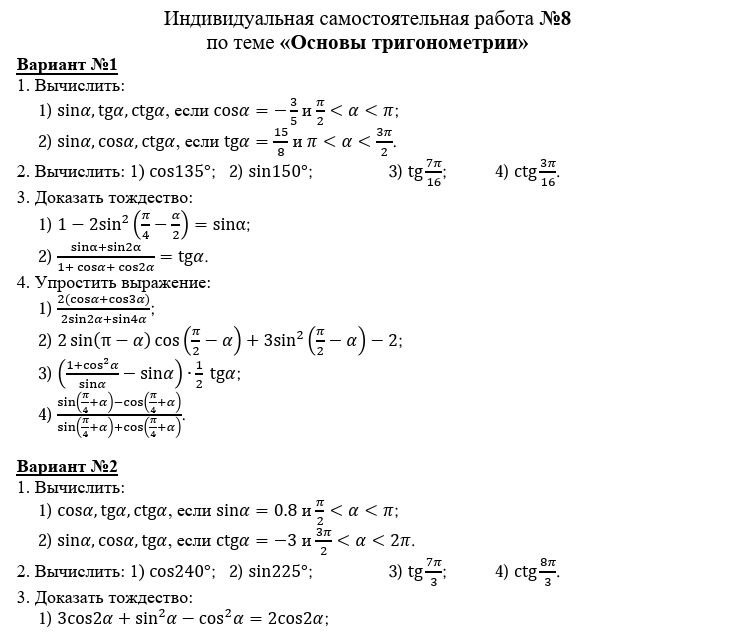 Индивидуальная самостоятельная работа №8
по теме «Основы тригонометрии»
Вариант №1
1. Вычислить:
1) sinα, tgα, ctgα, если cosα = −3/5 и π/2 < α < π;
2) sinα, cosα, ctgα, если tgα = 15/8 и π < α < 3π/2.
2. Вычислить: 1) cos135°; 2) sin150°; 3) tg 7π/16; 4) ctg 3π/16.
3. Доказать тождество:
1) 1 − 2sin²(π/4 − α/2) = sinα;
2) (sinα+sin2α)/(1+ cosα+ cos2α) = tgα.
4. Упростить выражение:
1) 2(cosα+cos3α)/(2sin2α+sin4α);
2) 2 sin(π − α) cos(π/2 − α) + 3sin²(π/2 − α) − 2;
3) ((1+cos²α)/sinα − sinα) · 1/2 tgα;
4) (sin(π/4+α)−cos(π/4+α))/(sin(π/4+α)+cos(π/4+α)).
Вариант №2
1. Вычислить:
1) cosα, tgα, ctgα, если sinα = 0.8 и π/2 < α < π;
2) sinα, cosα, tgα, если ctgα = −3 и 3π/2 < α < 2π.
2. Вычислить: 1) cos240°; 2) sin225°; 3) tg 7π/3; 4) ctg 8π/3.
3. Доказать тождество:
1) 3cos2α + sin²α − cos²α = 2cos2α;